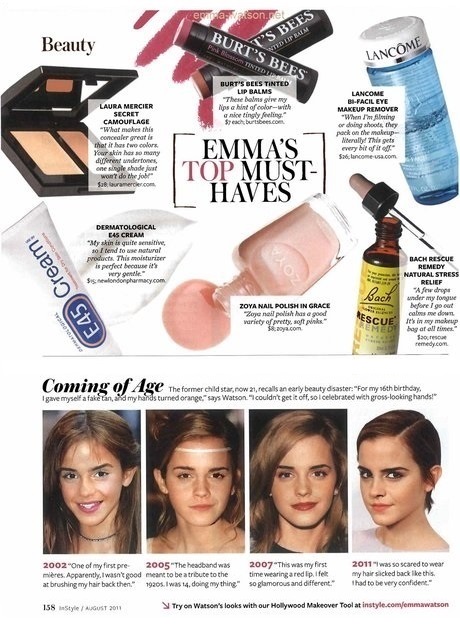 emma-watson.net
Beauty
BURT'S BEES
Pink Blossom TINTED LIP BALM
BURT'S BEES
TINTED LIP BALM
LANCÔME
BURT'S BEES TINTED
LIP BALMS
"These balms give my
lips a hint of color—with
a nice tingly feeling."
$7 each; burtsbees.com.
LANCOME
BI-FACIL EYE
MAKEUP REMOVER
"When I'm filming
or doing shoots, they
pack on the makeup—
literally! This gets
every bit of it off."
$26; lancome-usa.com.
LAURA MERCIER
SECRET
CAMOUFLAGE
"What makes this
concealer great is
that it has two colors.
Your skin has so many
different undertones,
one single shade just
won't do the job!"
$28; lauramercier.com.
EMMA'S
TOP MUST-
HAVES
DERMATOLOGICAL
E45 CREAM
"My skin is quite sensitive,
so I tend to use natural
products. This moisturizer
is perfect because it's
very gentle."
$15; newlondonpharmacy.com.
E45 Cream
DERMATOLOGICAL
ZOYA NAIL POLISH IN GRACE
"Zoya nail polish has a good
variety of pretty, soft pinks."
$8; zoya.com.
Bach
RESCUE
REMEDY
BACH RESCUE
REMEDY
NATURAL STRESS
RELIEF
"A few drops
under my tongue
before I go out
calms me down.
It's in my makeup
bag at all times."
$20; rescue
remedy.com.
Coming of Age The former child star, now 21, recalls an early beauty disaster: "For my 16th birthday,
I gave myself a fake tan, and my hands turned orange," says Watson. "I couldn't get it off, so I celebrated with gross-looking hands!"
2002 "One of my first pre-
mières. Apparently, I wasn't good
at brushing my hair back then."
2005 "The headband was
meant to be a tribute to the
1920s. I was 14, doing my thing."
2007 "This was my first
time wearing a red lip. I felt
so glamorous and different."
2011 "I was so scared to wear
my hair slicked back like this.
I had to be very confident."
158 InStyle / AUGUST 2011
Try on Watson's looks with our Hollywood Makeover Tool at instyle.com/emmawatson